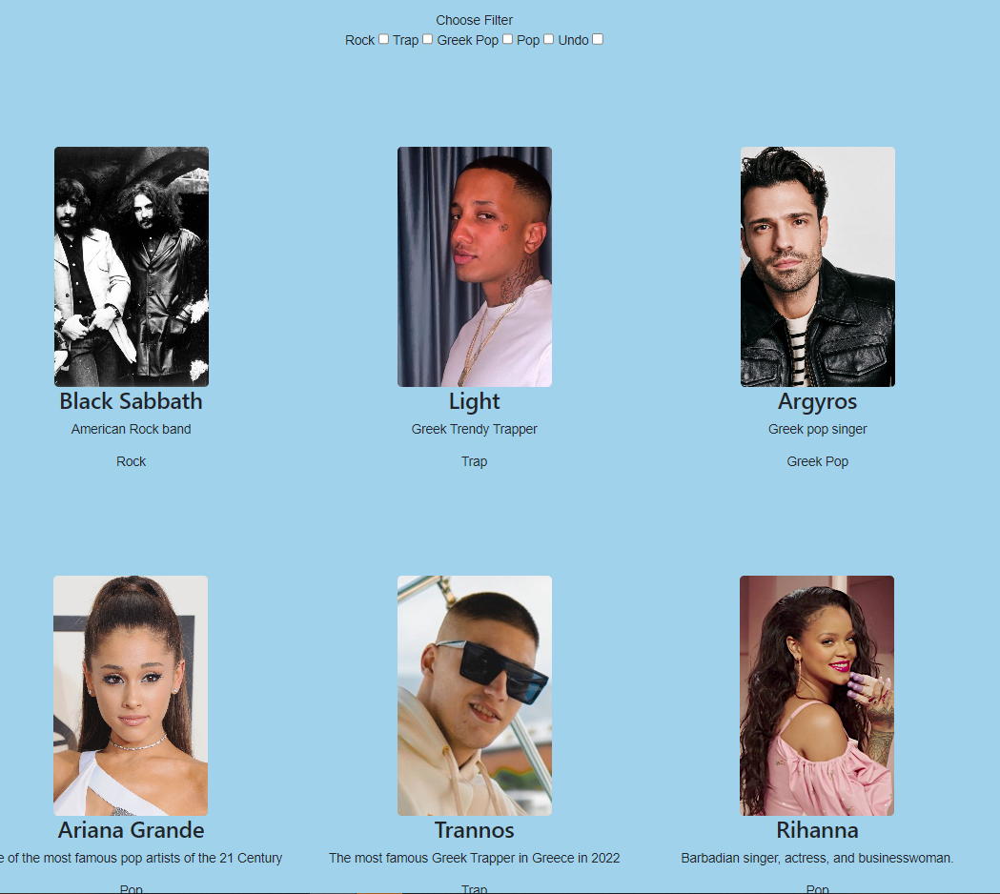 Choose Filter
Rock Trap Greek Pop Pop Undo
Black Sabbath
American Rock band
Rock
Light
Greek Trendy Trapper
Trap
Argyros
Greek pop singer
Greek Pop
Ariana Grande
e of the most famous pop artists of the 21 Century
Pop
Trannos
The most famous Greek Trapper in Greece in 2022
Trap
Rihanna
Barbadian singer, actress, and businesswoman.
Pop